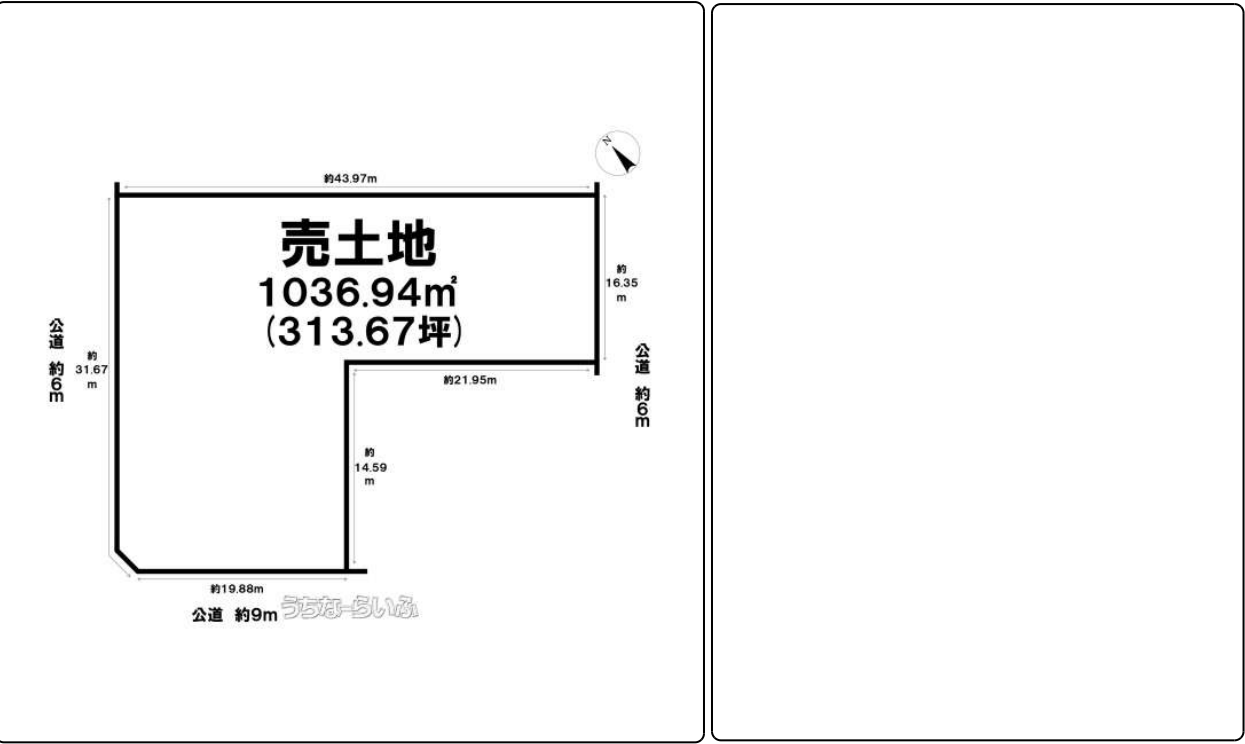 N
約43.97m
売土地
1036.94㎡
(313.67坪)
約
16.35
m
公道 約6m
約
31.67
m
公道 約6m
約21.95m
約
14.59
m
約19.88m
公道 約9m
うちなーらいふ